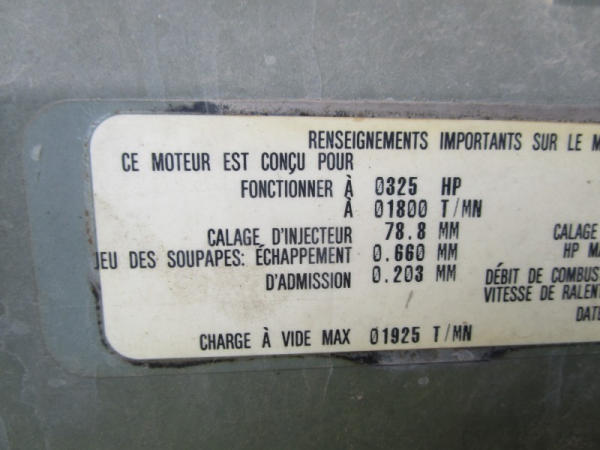 RENSEIGNEMENTS IMPORTANTS SUR LE M
CE MOTEUR EST CONÇU POUR
FONCTIONNER À 0325 HP
À 01800 T/MN
CALAGE D'INJECTEUR 78.8 MM CALAGE
JEU DES SOUPAPES: ÉCHAPPEMENT 0.660 MM HP MA
D'ADMISSION 0.203 MM DÉBIT DE COMBUS
VITESSE DE RALENT
DATE
CHARGE À VIDE MAX 01925 T/MN